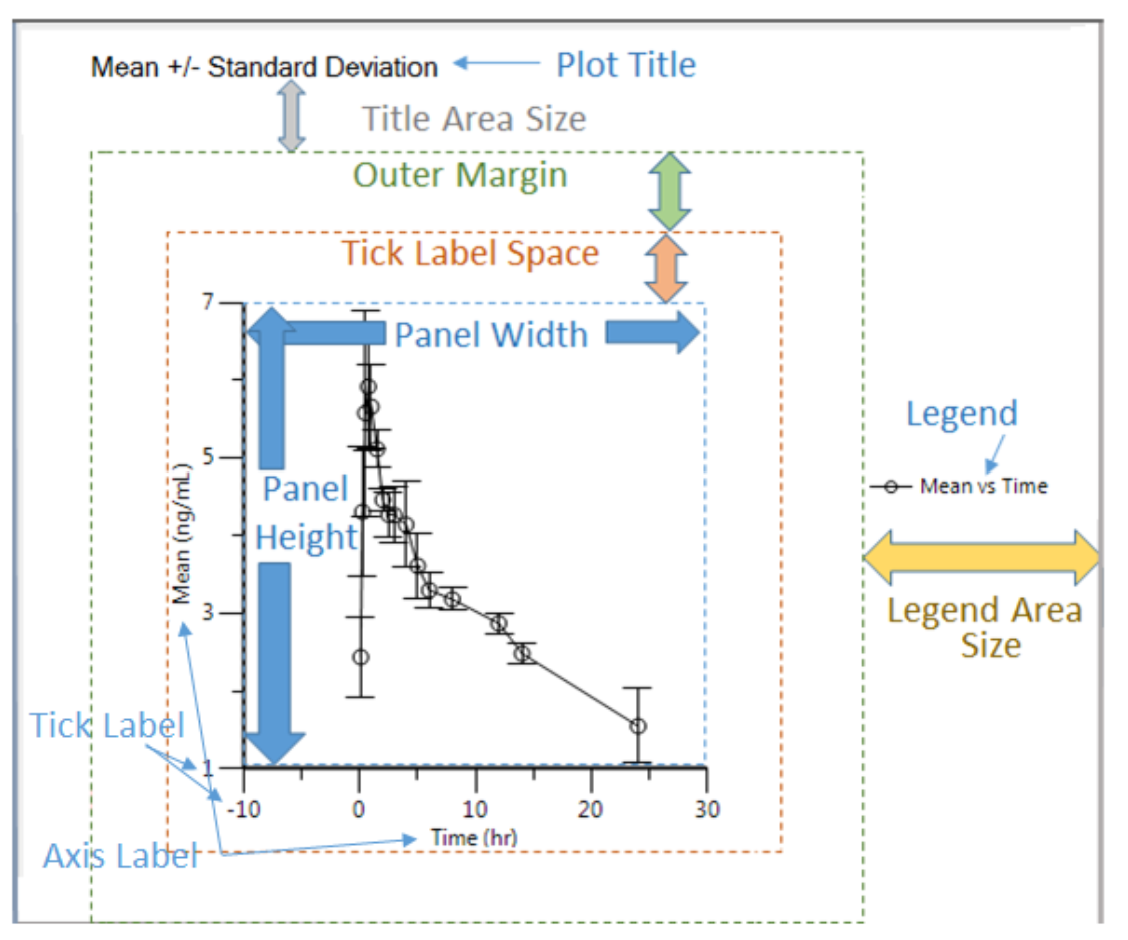 Mean +/- Standard Deviation
Plot Title
Title Area Size
Outer Margin
Tick Label Space
7
Panel Width
5
Panel
Height
Mean (ng/mL)
3
Legend
Mean vs Time
Legend Area
Size
Tick Label
1
-10
0
10
20
30
Time (hr)
Axis Label